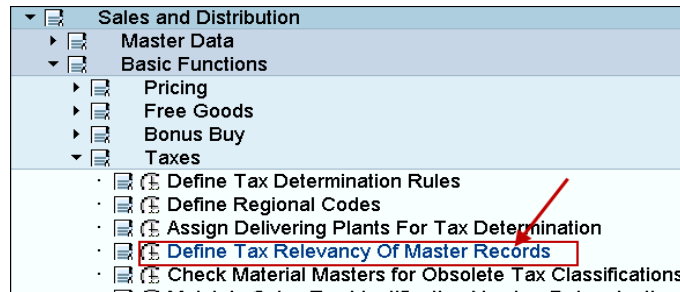 Sales and Distribution
Master Data
Basic Functions
Pricing
Free Goods
Bonus Buy
Taxes
Define Tax Determination Rules
Define Regional Codes
Assign Delivering Plants For Tax Determination
Define Tax Relevancy Of Master Records
Check Material Masters for Obsolete Tax Classifications